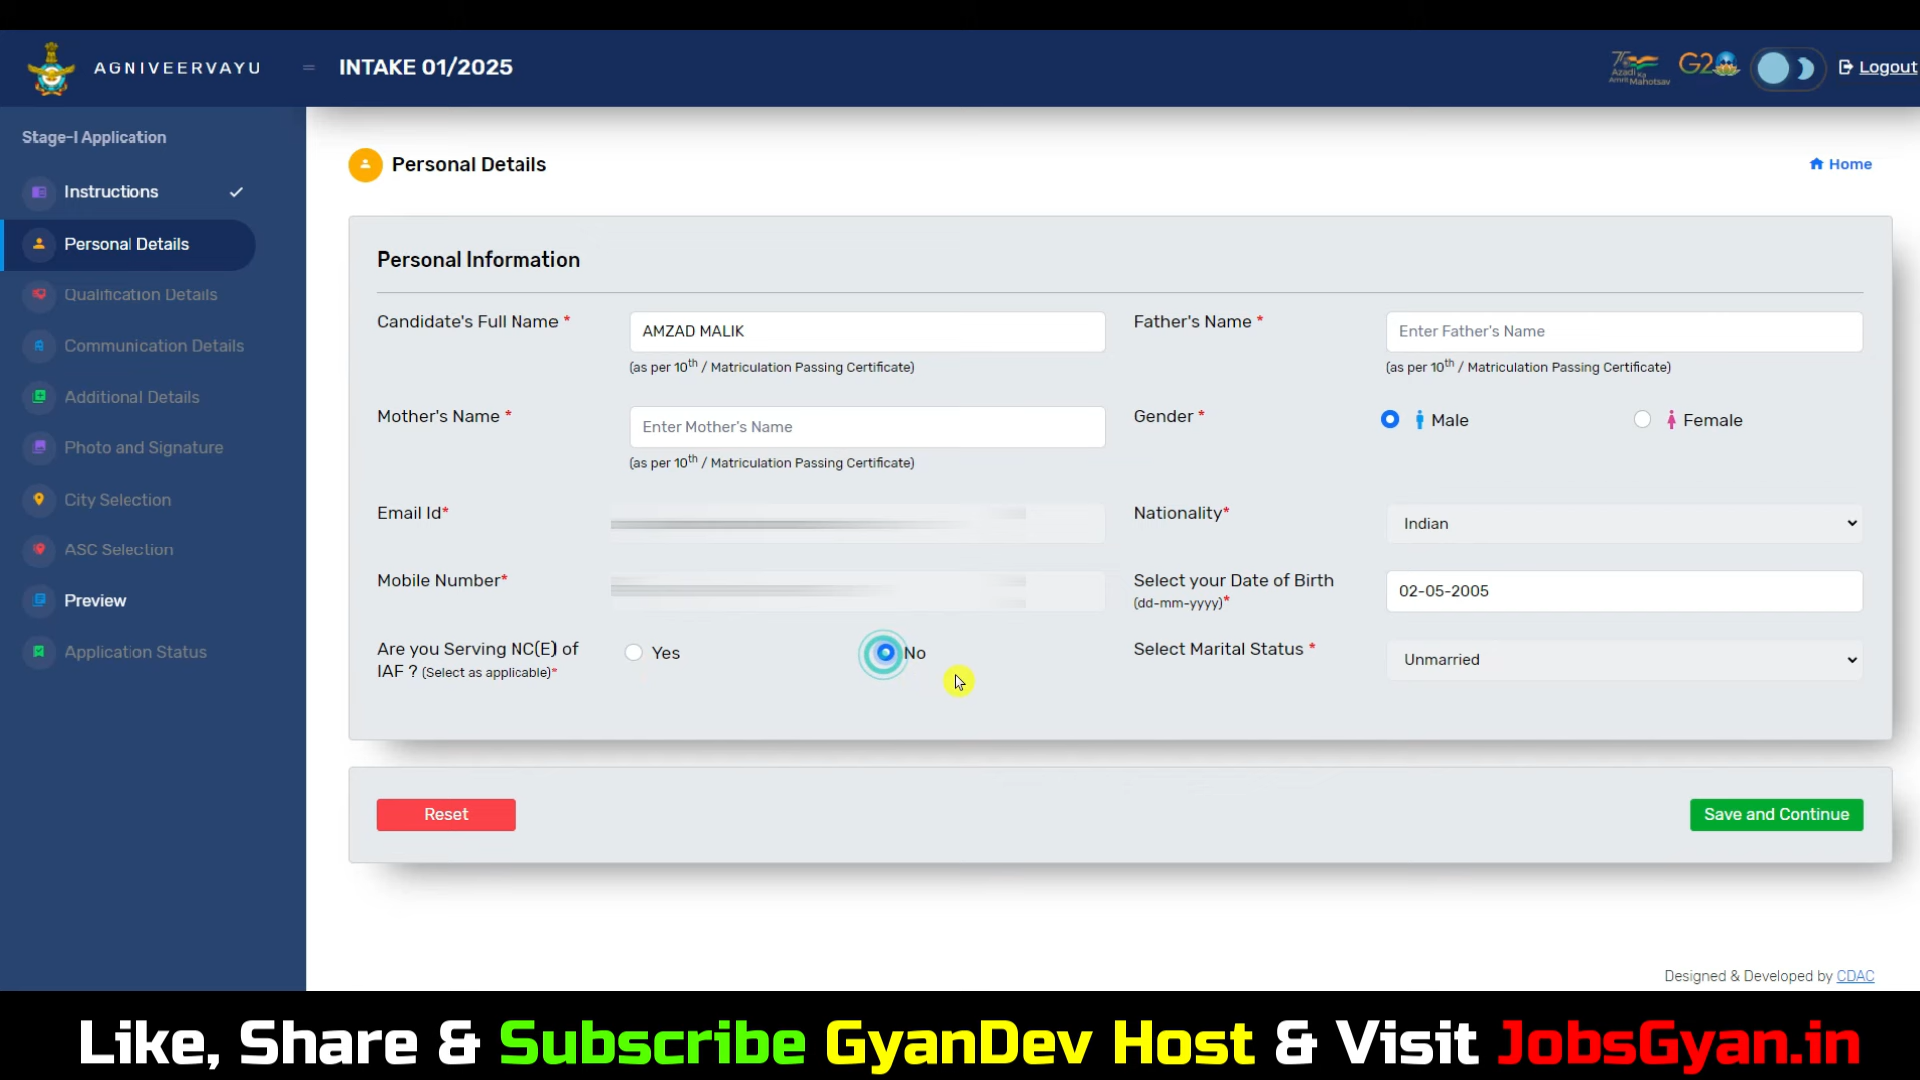 AGNIVEERVAYU
INTAKE 01/2025
Azadi Ka
Amrit Mahotsav
G20
Logout
Stage-I Application
Instructions
Personal Details
Qualification Details
Communication Details
Additional Details
Photo and Signature
City Selection
ASC Selection
Preview
Application Status
Personal Details
Home
Personal Information
Candidate's Full Name *
AMZAD MALIK
(as per 10th / Matriculation Passing Certificate)
Father's Name *
Enter Father's Name
(as per 10th / Matriculation Passing Certificate)
Mother's Name *
Enter Mother's Name
(as per 10th / Matriculation Passing Certificate)
Gender *
Male
Female
Email Id*
Nationality*
Indian
Mobile Number*
Select your Date of Birth
(dd-mm-yyyy)*
02-05-2005
Are you Serving NC(E) of
IAF ? (Select as applicable)*
Yes
No
Select Marital Status *
Unmarried
Reset
Save and Continue
Designed & Developed by CDAC
Like, Share & Subscribe GyanDev Host & Visit JobsGyan.in